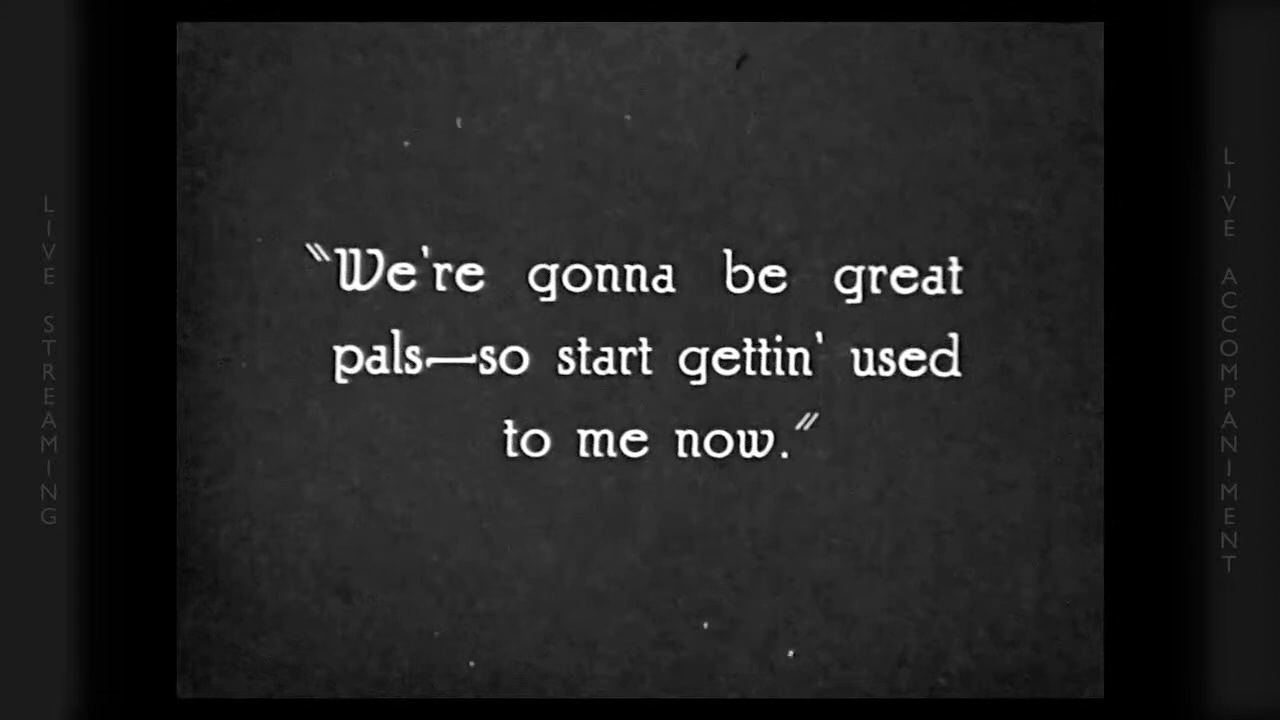 LIVE STREAMING
"We're gonna be great
pals—so start gettin' used
to me now."
LIVE ACCOMPANIMENT